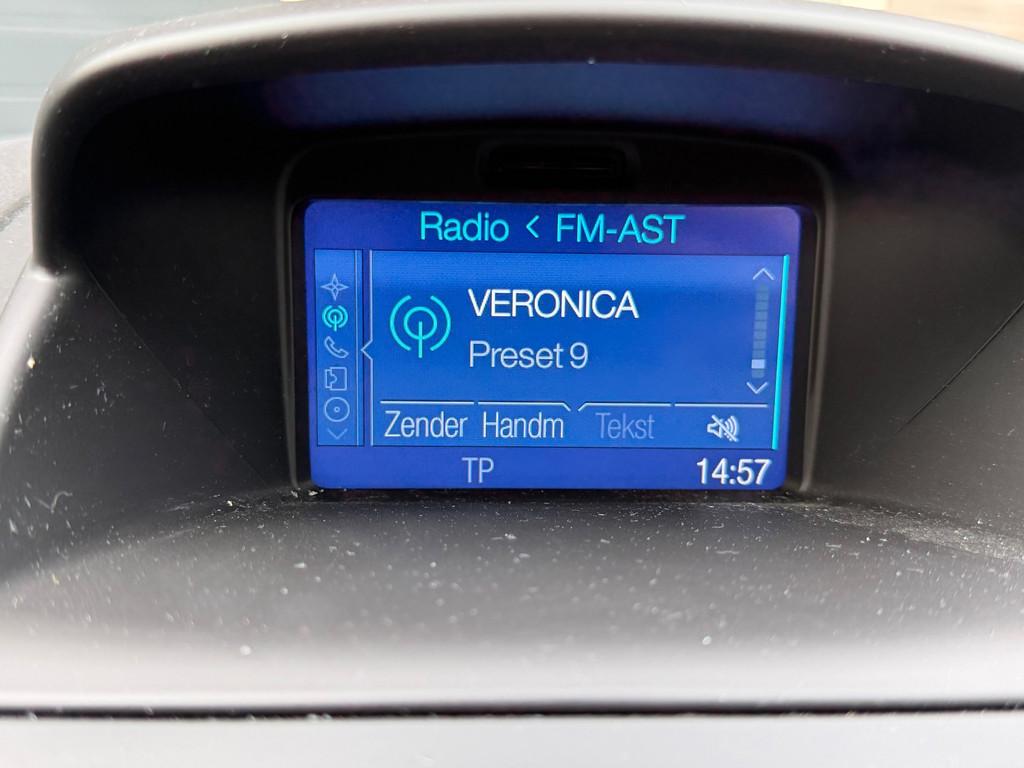 Radio < FM-AST
VERONICA
Preset 9
Zender Handm Tekst
TP 14:57